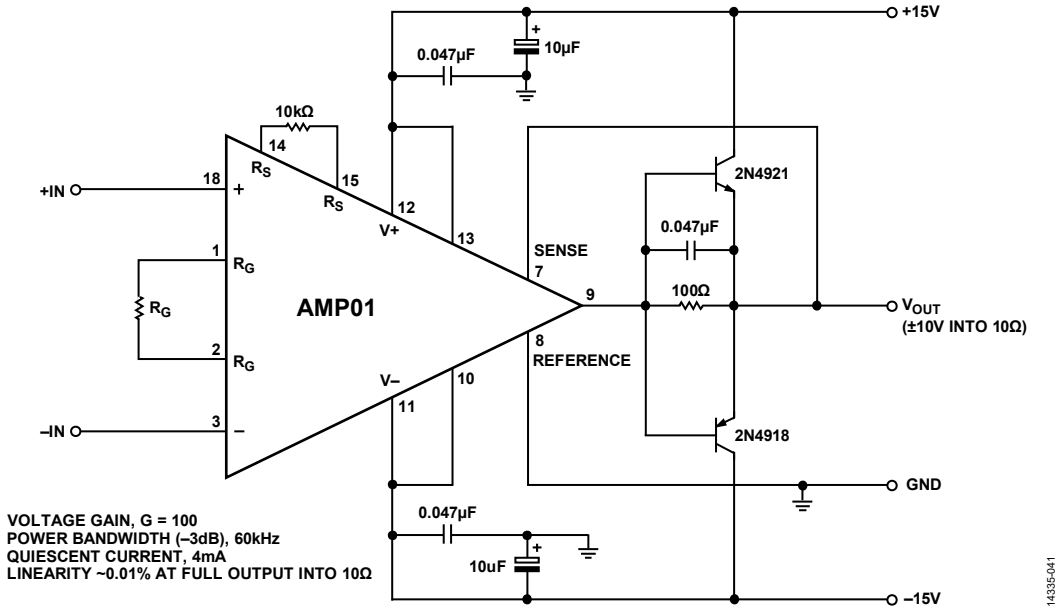 +15V
+
10µF
0.047µF
10kΩ
14
RS
15
RS
+IN
18
+
12
V+
13
2N4921
0.047µF
SENSE
7
1
RG
RG
AMP01
9
100Ω
VOUT
(±10V INTO 10Ω)
8
REFERENCE
2
RG
V–
10
11
–IN
3
–
2N4918
GND
VOLTAGE GAIN, G = 100
POWER BANDWIDTH (–3dB), 60kHz
QUIESCENT CURRENT, 4mA
LINEARITY ~0.01% AT FULL OUTPUT INTO 10Ω
0.047µF
+
10uF
–15V
14335-041